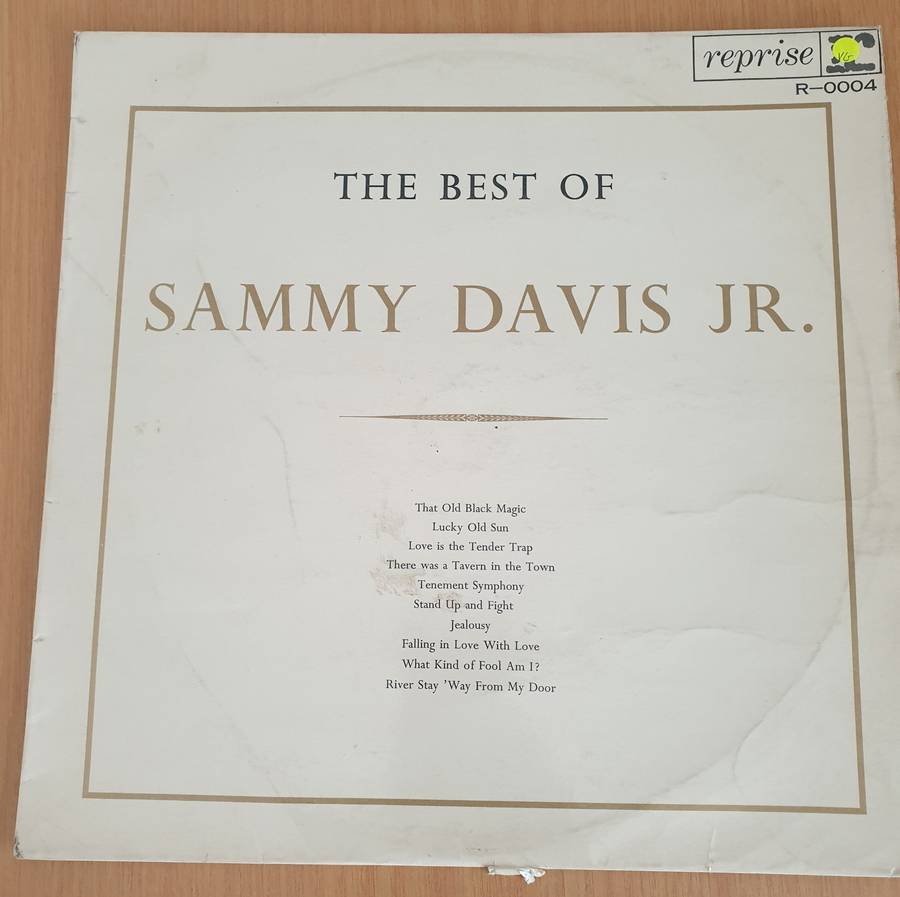 reprise
VG
R-0004
THE BEST OF
SAMMY DAVIS JR.
That Old Black Magic
Lucky Old Sun
Love is the Tender Trap
There was a Tavern in the Town
Tenement Symphony
Stand Up and Fight
Jealousy
Falling in Love With Love
What Kind of Fool Am I?
River Stay 'Way From My Door